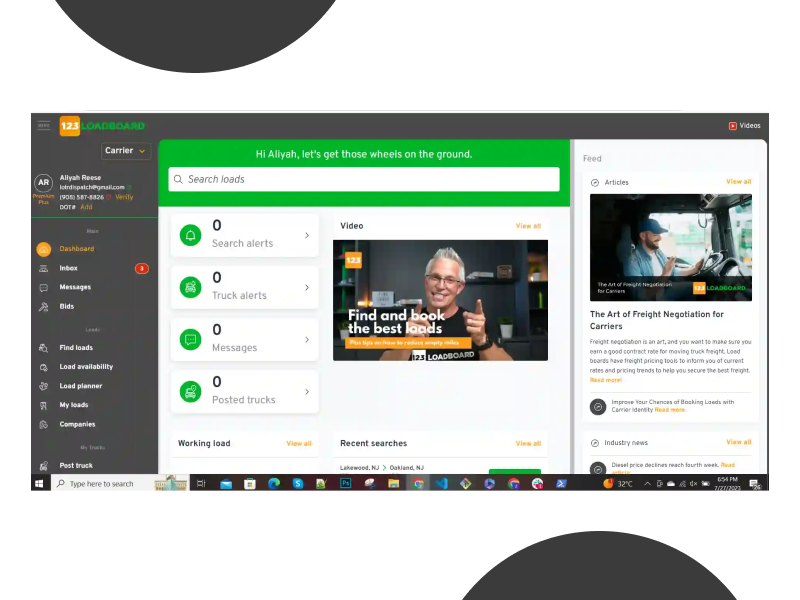 MENU
123 LOADBOARD
Videos
Carrier
AR
Premium
Plus
Aliyah Reese
lotrdispatch@gmail.com
(908) 587-8826 Verify
DOT# Add
Main
Dashboard
Inbox 3
Messages
Bids
Loads
Find loads
Load availability
Load planner
My loads
Companies
My Trucks
Post truck
Hi Aliyah, let's get those wheels on the ground.
Search loads
0
Search alerts
0
Truck alerts
0
Messages
0
Posted trucks
Video View all
123
Find and book
the best loads
Plus tips on how to reduce empty miles
123 LOADBOARD
Working load View all
Recent searches View all
Lakewood, NJ > Oakland, NJ
Feed
Articles View all
The Art of Freight Negotiation
for Carriers
123 LOADBOARD
The Art of Freight Negotiation for
Carriers
Freight negotiation is an art, and you want to make sure you
earn a good contract rate for moving truck freight. Load
boards have freight pricing tools to inform you of current
rates and pricing trends to help you secure the best freight.
Read more!
Improve Your Chances of Booking Loads with
Carrier Identity Read more
Industry news View all
Diesel price declines reach fourth week. Read
article
Type here to search
S
Ps
32°C
6:54 PM
7/27/2023
26